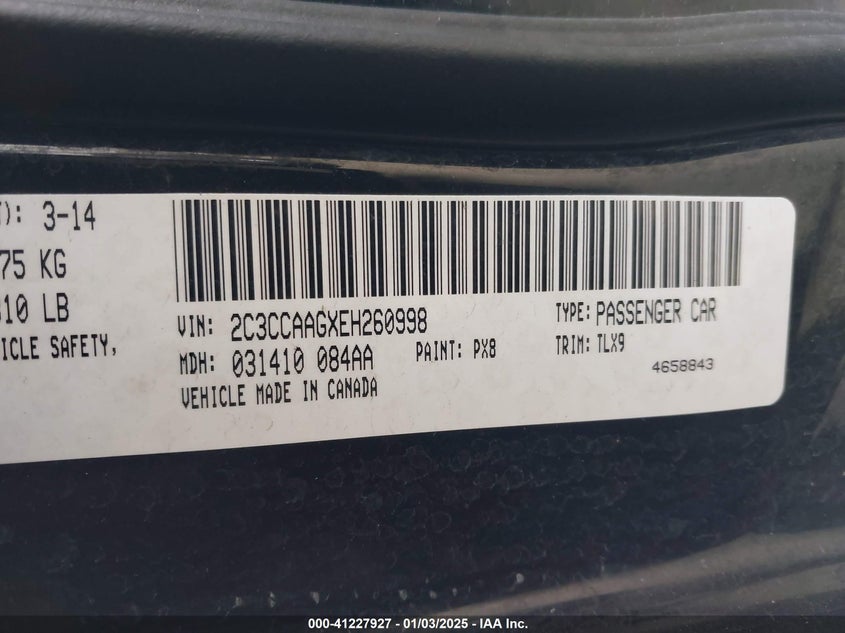 T): 3-14
75 KG
310 LB
ICLE SAFETY,
VIN: 2C3CCAAGXEH260998
TYPE: PASSENGER CAR
MDH: 031410 084AA
PAINT: PX8
TRIM: TLX9
VEHICLE MADE IN CANADA
4658843
000-41227927 - 01/03/2025 - IAA Inc.